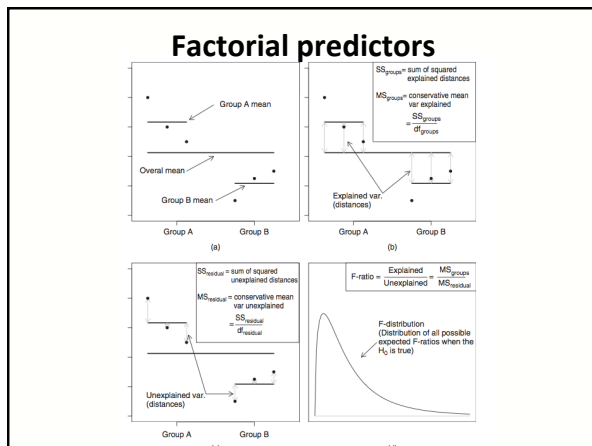 Factorial predictors
Group A mean
Overal mean
Group B mean
Group A
Group B
(a)
SSgroups= sum of squared
explained distances
MSgroups= conservative mean
var explained
= SSgroups
dfgroups
Explained var.
(distances)
Group A
Group B
(b)
SSresidual = sum of squared
unexplained distances
MSresidual = conservative mean
var unexplained
= SSresidual
dfresidual
Unexplained var.
(distances)
Group A
Group B
F-ratio = Explained
Unexplained
= MSgroups
MSresidual
F-distribution
(Distribution of all possible
expected F-ratios when the
H0 is true)